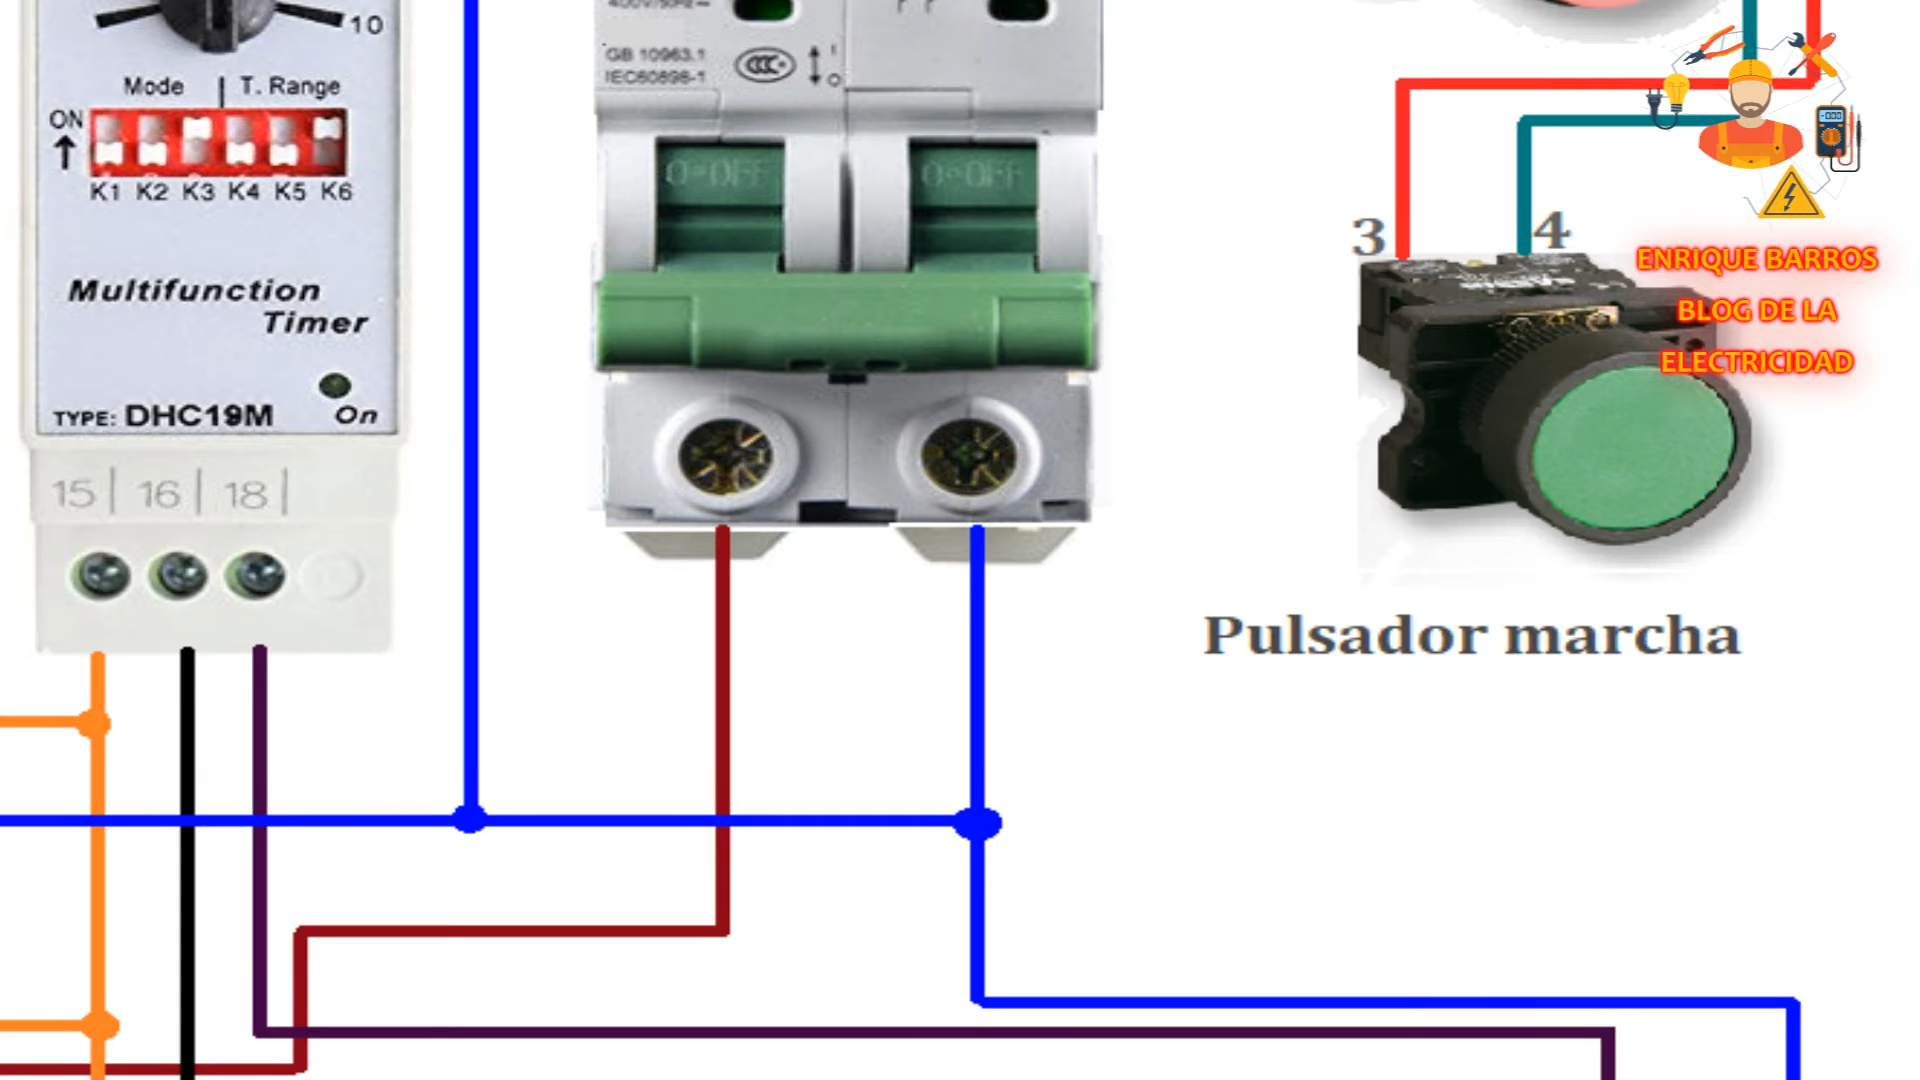 10
Mode | T. Range
ON
K1 K2 K3 K4 K5 K6
Multifunction
Timer
TYPE: DHC19M
On
15 | 16 | 18 |
GB 10963.1
IEC60898-1
CCC
I
O
O-OFF
O-OFF
3
4
ENRIQUE BARROS
BLOG DE LA
ELECTRICIDAD
Pulsador marcha